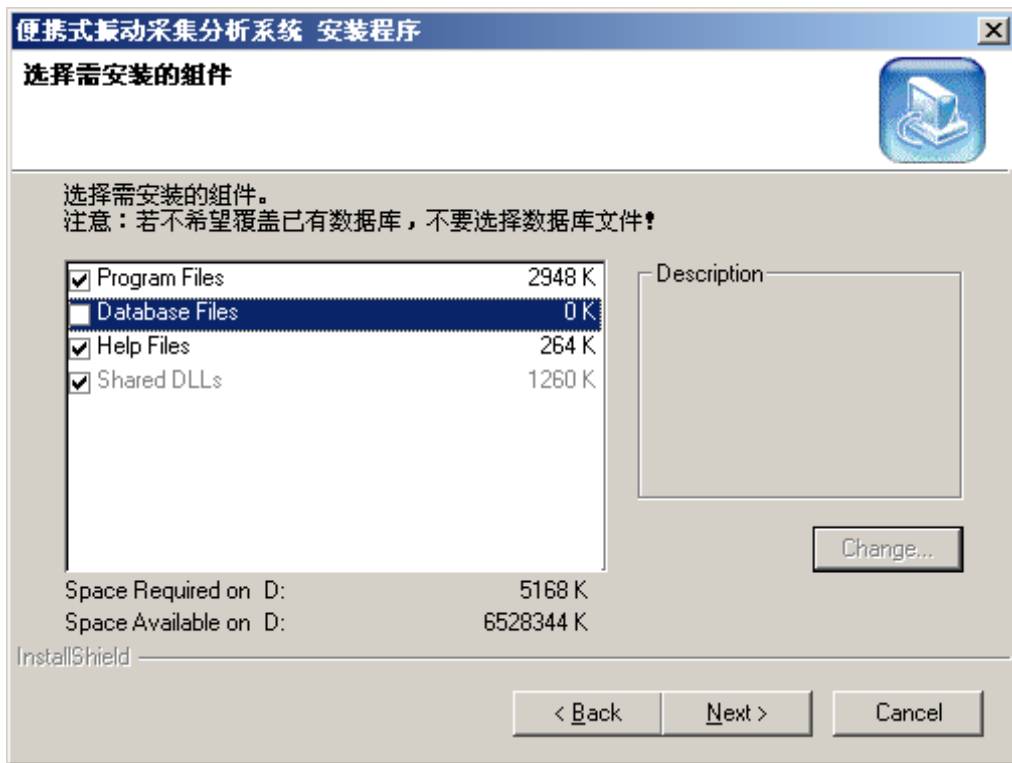 便携式振动采集分析系统 安装程序
选择需安装的组件
选择需安装的组件。
注意：若不希望覆盖已有数据库，不要选择数据库文件！
Program Files 2948 K
Database Files 0 K
Help Files 264 K
Shared DLLs 1260 K
Description
Change...
Space Required on D: 5168 K
Space Available on D: 6528344 K
InstallShield
< Back Next > Cancel